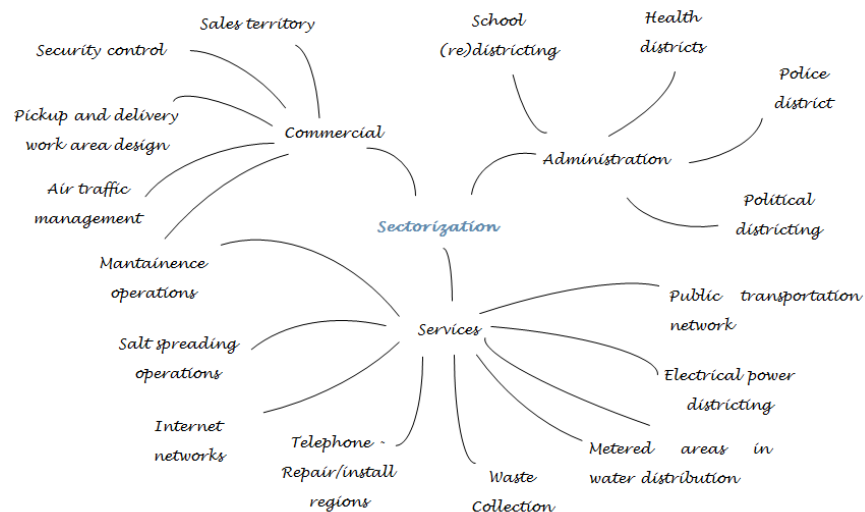 Sales territory
Security control
Pickup and delivery
work area design
Commercial
Air traffic
management
Mantainence
operations
School
(re)districting
Health
districts
Police
district
Administration
Political
districting
Sectorization
Services
Public transportation
network
Electrical power
districting
Metered areas in
water distribution
Waste
Collection
Telephone -
Repair/install
regions
Internet
networks
Salt spreading
operations